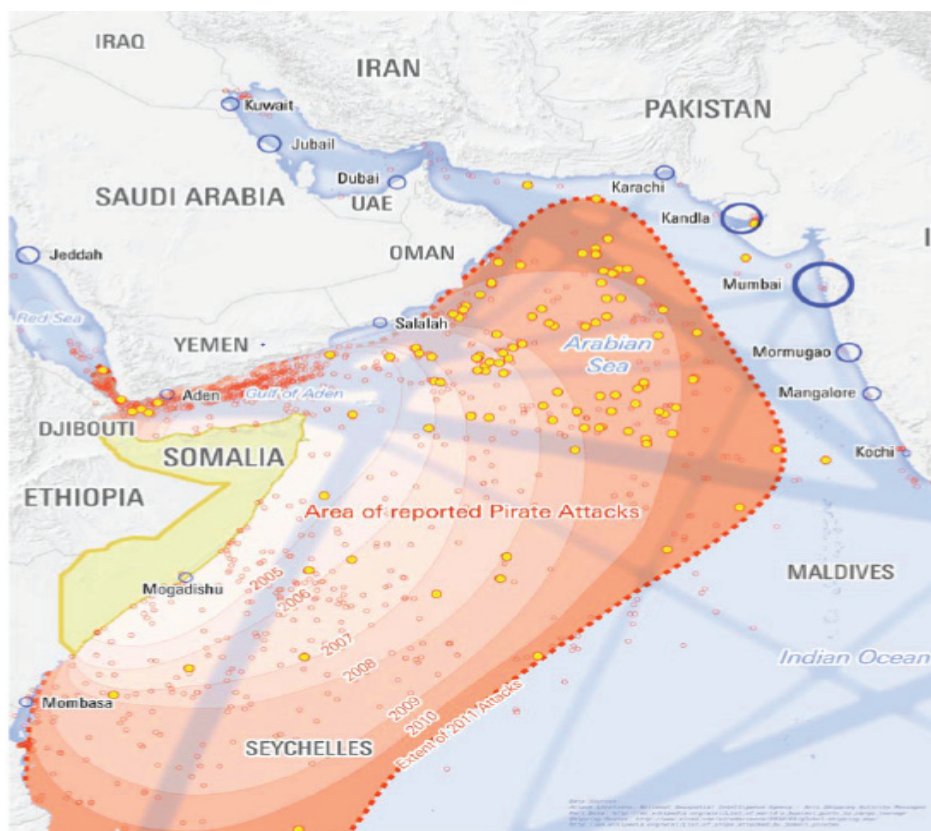 IRAQ
IRAN
Kuwait
PAKISTAN
Jubail
Karachi
Dubai
SAUDI ARABIA
UAE
Kandla
OMAN
Jeddah
I
Mumbai
Red Sea
Salalah
YEMEN
Arabian
Sea
Mormugao
Aden
Gulf of Aden
Mangalore
DJIBOUTI
SOMALIA
Kochi
ETHIOPIA
Area of reported Pirate Attacks
Mogadishu
2005
MALDIVES
2006
2007
Indian Ocean
2008
Mombasa
2009
2010
Extent of 2011 Attacks
SEYCHELLES
Data Sources: